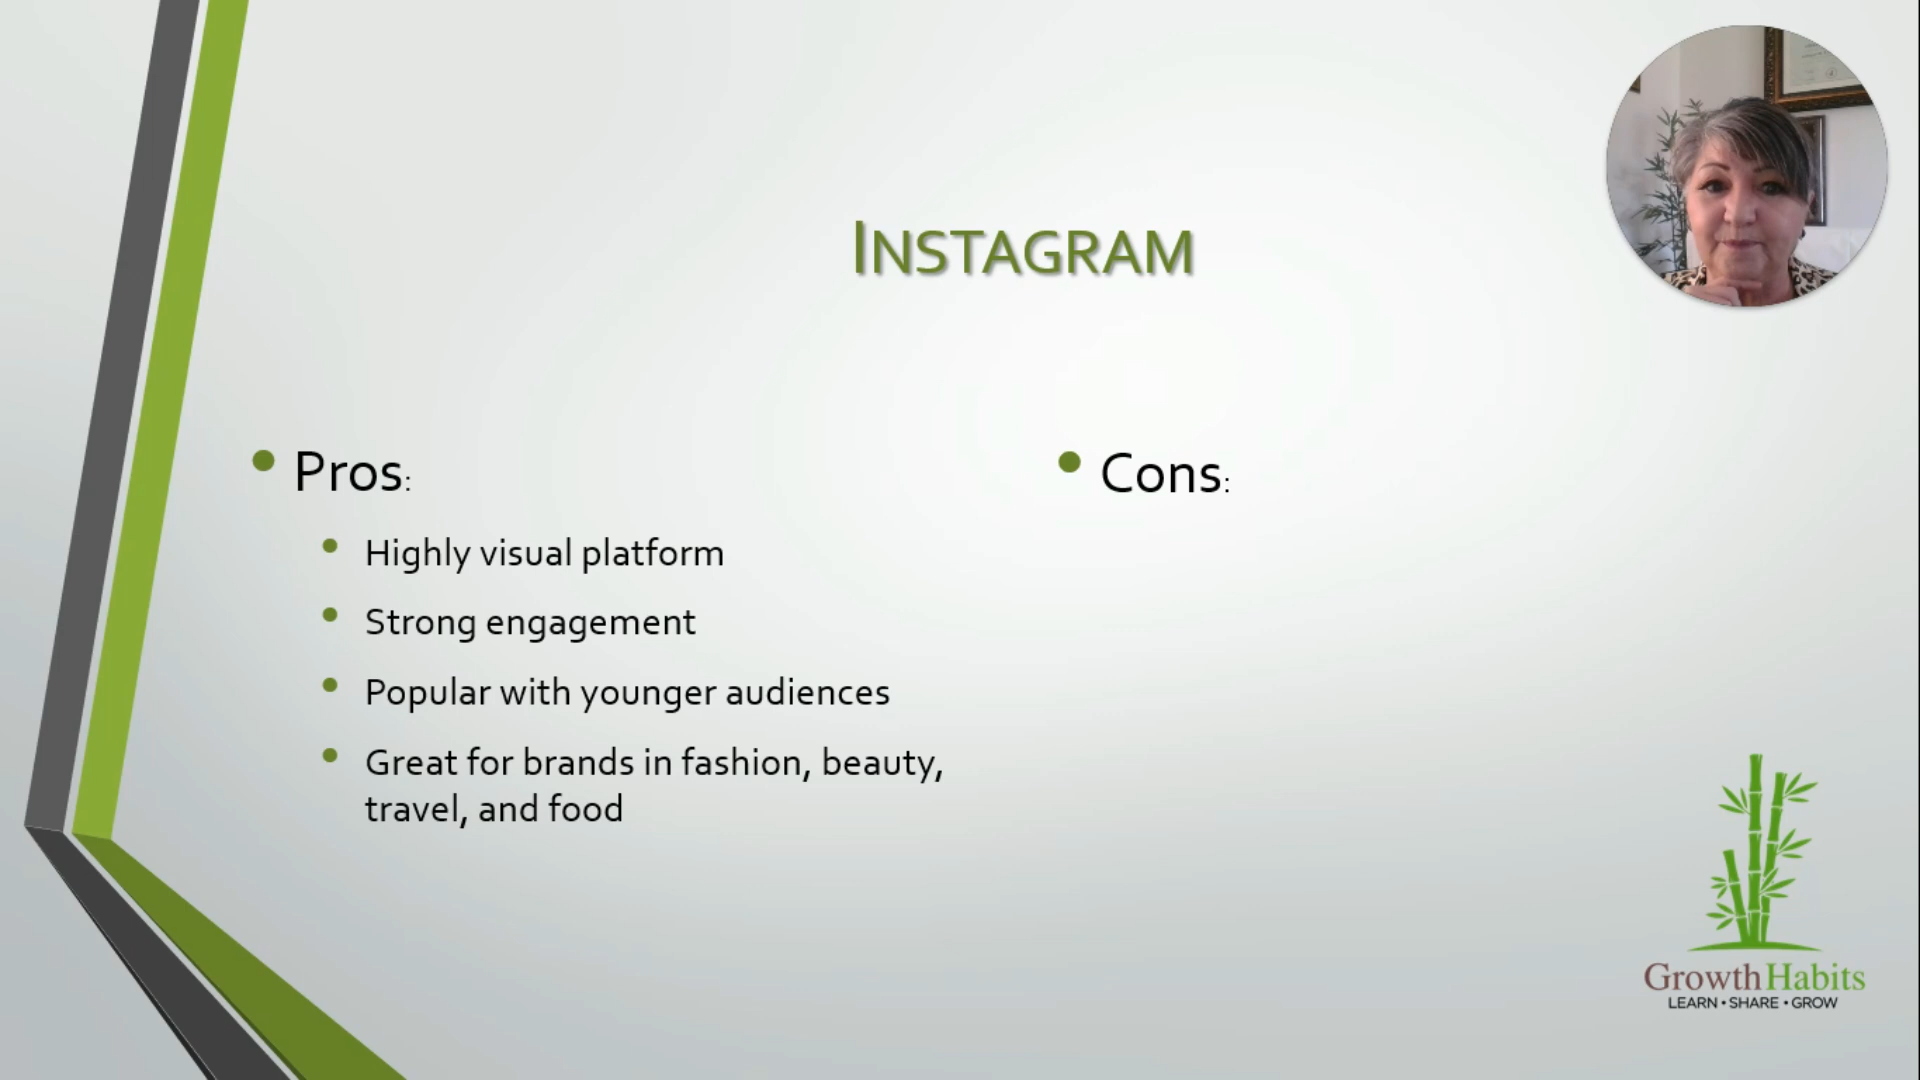 INSTAGRAM
Pros:
Highly visual platform
Strong engagement
Popular with younger audiences
Great for brands in fashion, beauty,
travel, and food
Cons:
Growth Habits
LEARN • SHARE • GROW